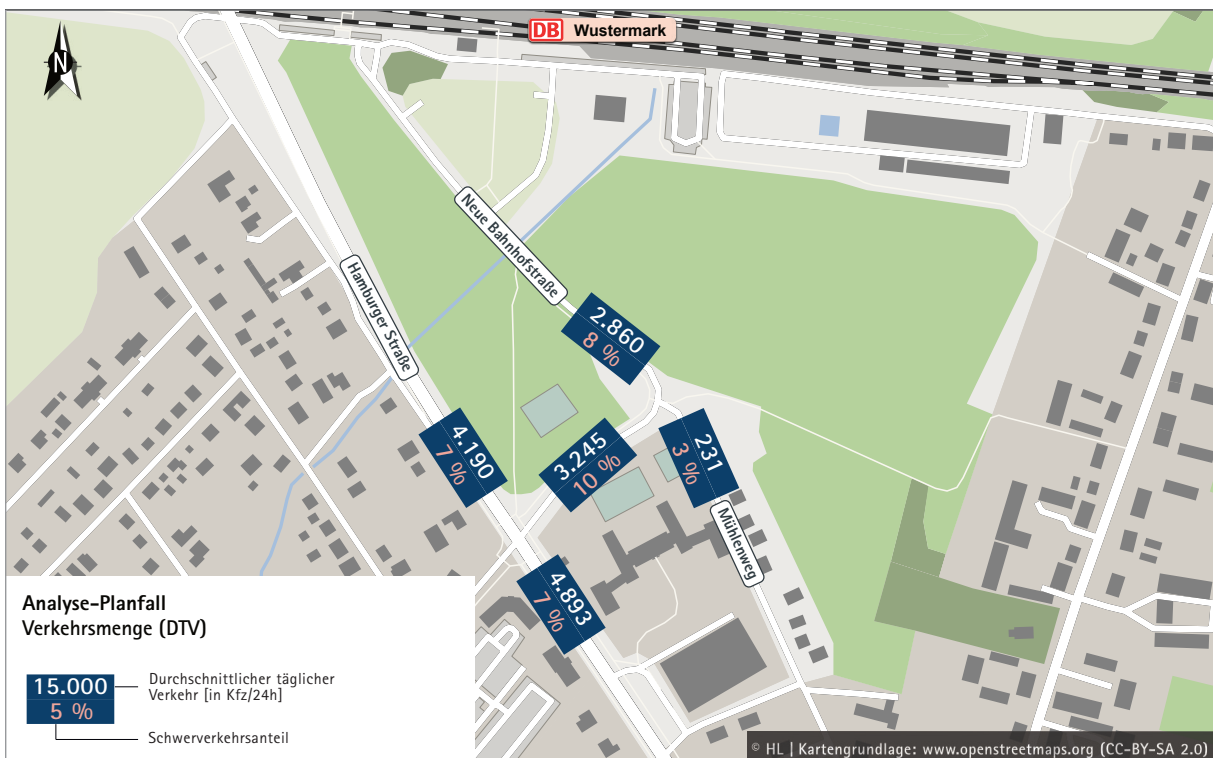 N
DB Wustermark
Neue Bahnhofstraße
Hamburger Straße
2.860
8 %
4.190
7 %
3.245
10 %
231
3 %
Mühlenweg
4.893
7 %
Analyse-Planfall
Verkehrsmenge (DTV)
15.000
5 %
Durchschnittlicher täglicher
Verkehr [in Kfz/24h]
Schwerverkehrsanteil
© HL | Kartengrundlage: www.openstreetmaps.org (CC-BY-SA 2.0)